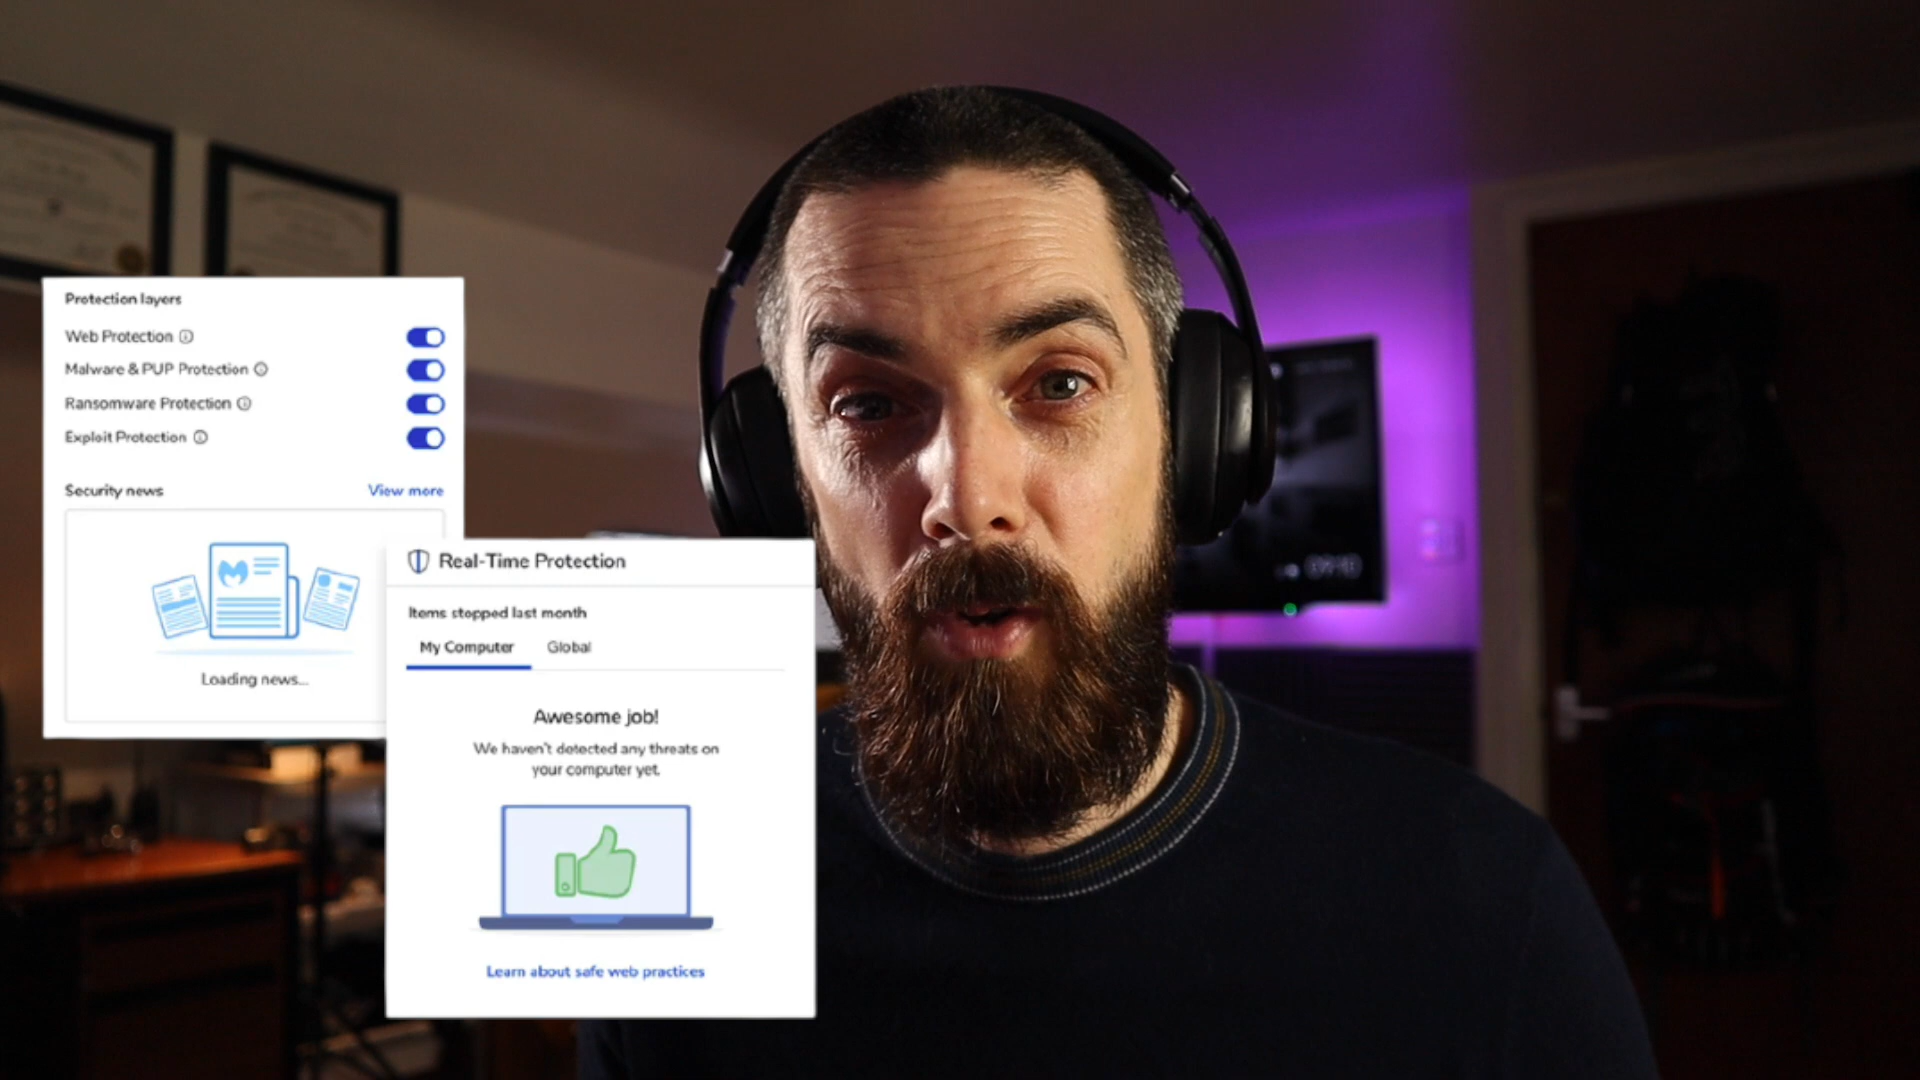 Protection layers
Web Protection
Malware & PUP Protection
Ransomware Protection
Exploit Protection
Security news
View more
Loading news...
Real-Time Protection
Items stopped last month
My Computer
Global
Awesome job!
We haven't detected any threats on
your computer yet.
Learn about safe web practices